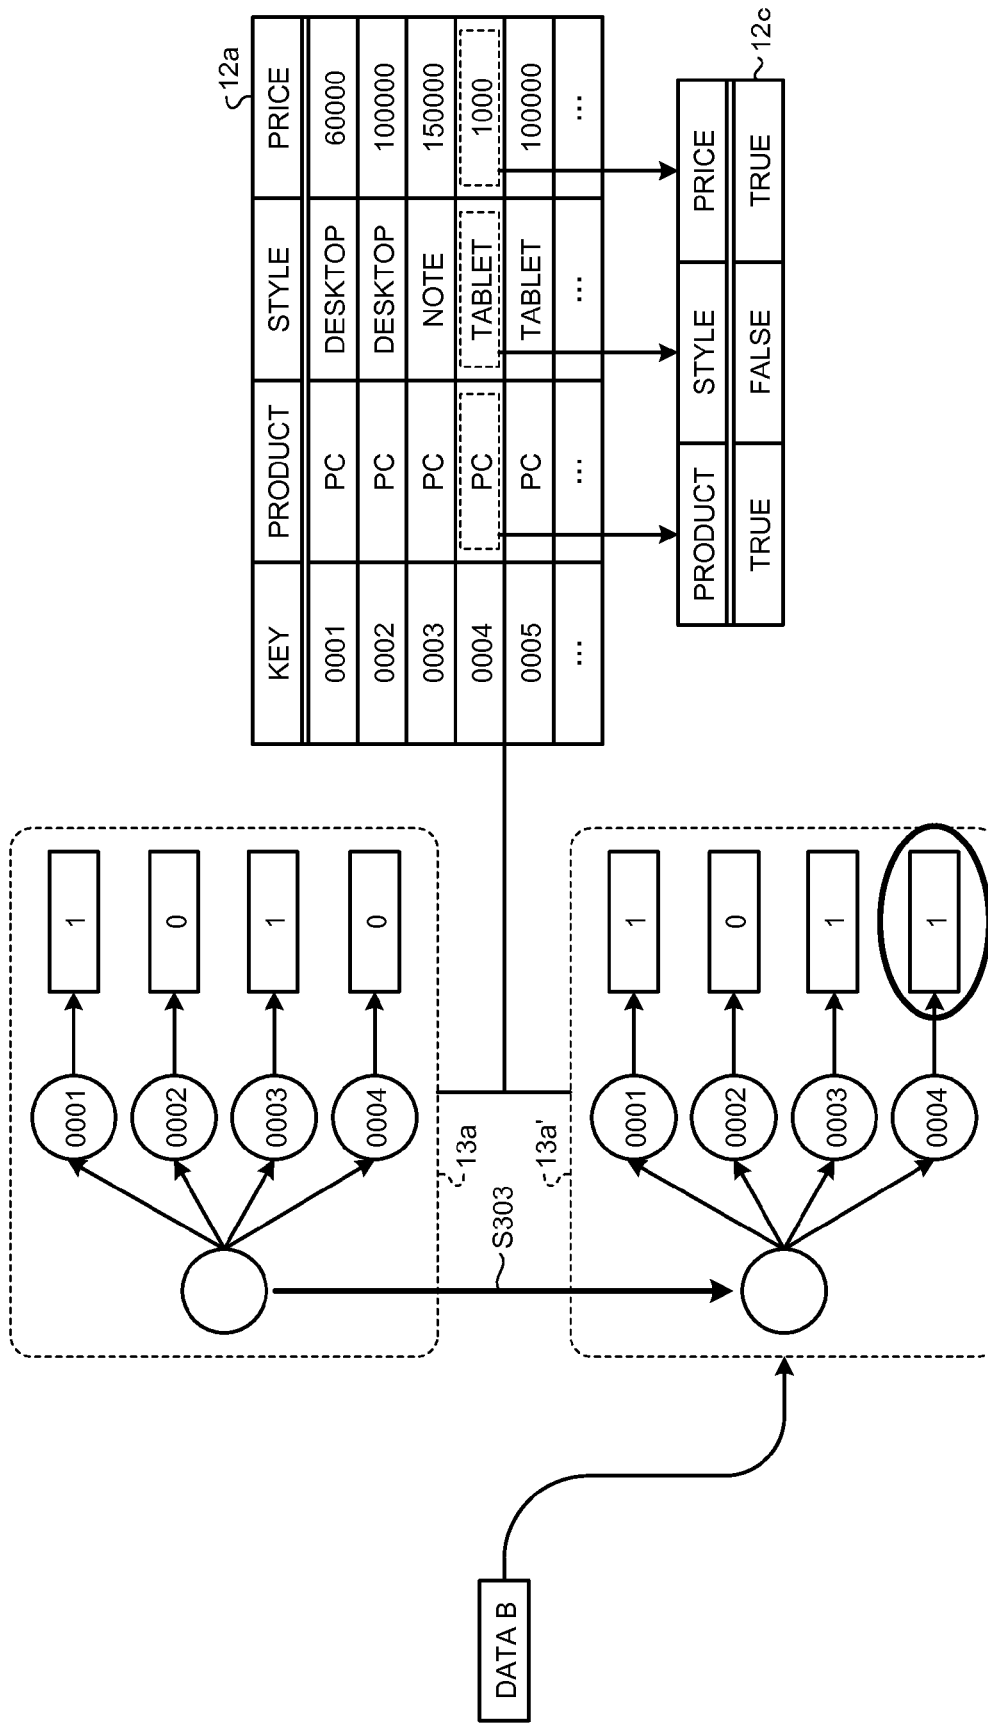 12a
KEY PRODUCT STYLE PRICE
0001 PC DESKTOP 60000
0002 PC DESKTOP 100000
0003 PC NOTE 150000
0004 PC TABLET 1000
0005 PC TABLET 100000
... ... ... ...
PRODUCT STYLE PRICE
TRUE FALSE TRUE
12c
0001 1
0002 0
0003 1
0004 0
13a
S303
13a'
0001 1
0002 0
0003 1
0004 1
DATA B